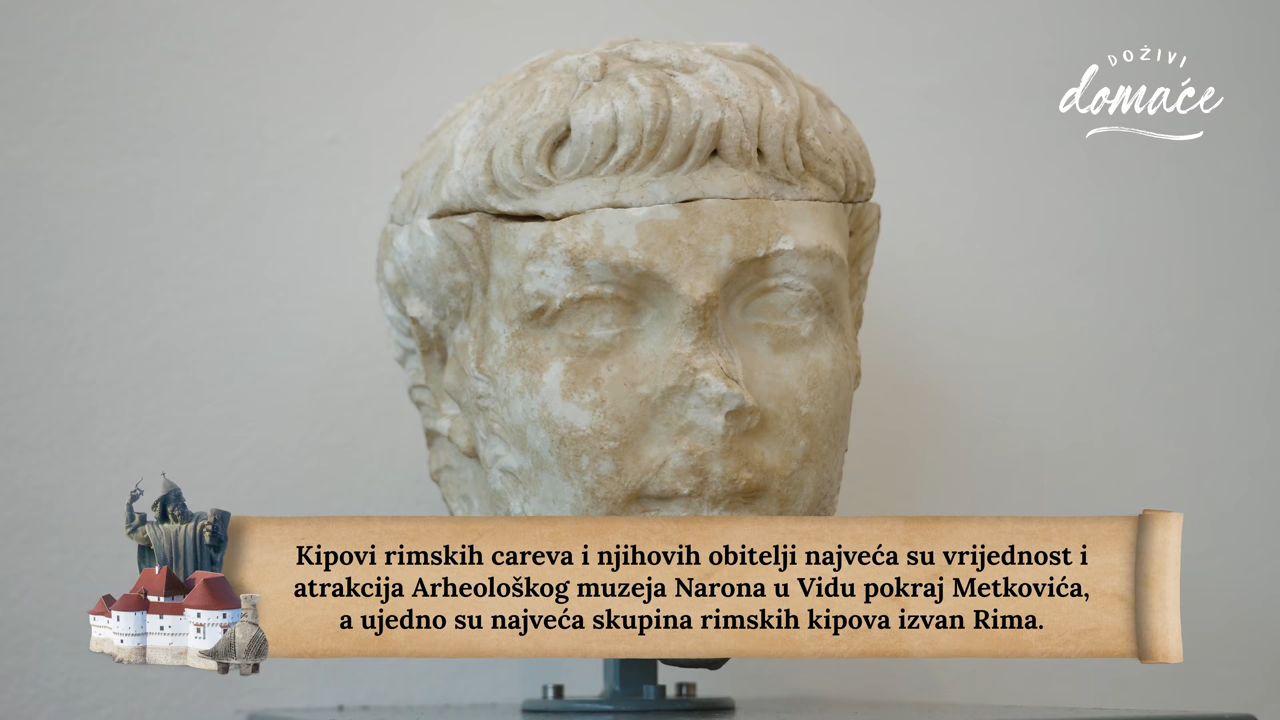 DOŽIVI
domaće
Kipovi rimskih careva i njihovih obitelji najveća su vrijednost i
atrakcija Arheološkog muzeja Narona u Vidu pokraj Metkovića,
a ujedno su najveća skupina rimskih kipova izvan Rima.